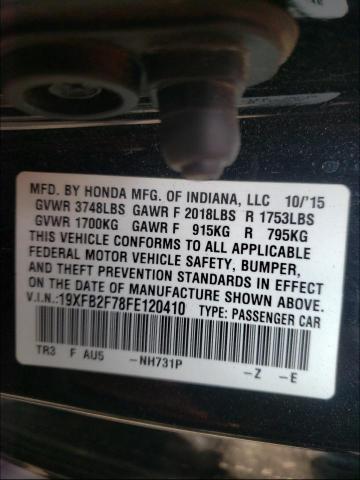 MFD. BY HONDA MFG. OF INDIANA, LLC 10/'15
GVWR 3748LBS GAWR F 2018LBS R 1753LBS
GVWR 1700KG GAWR F 915KG R 795KG
THIS VEHICLE CONFORMS TO ALL APPLICABLE
FEDERAL MOTOR VEHICLE SAFETY, BUMPER,
AND THEFT PREVENTION STANDARDS IN EFFECT
ON THE DATE OF MANUFACTURE SHOWN ABOVE.
V.I.N.:19XFB2F78FE120410 TYPE: PASSENGER CAR
TR3 F AU5 -NH731P -Z -E